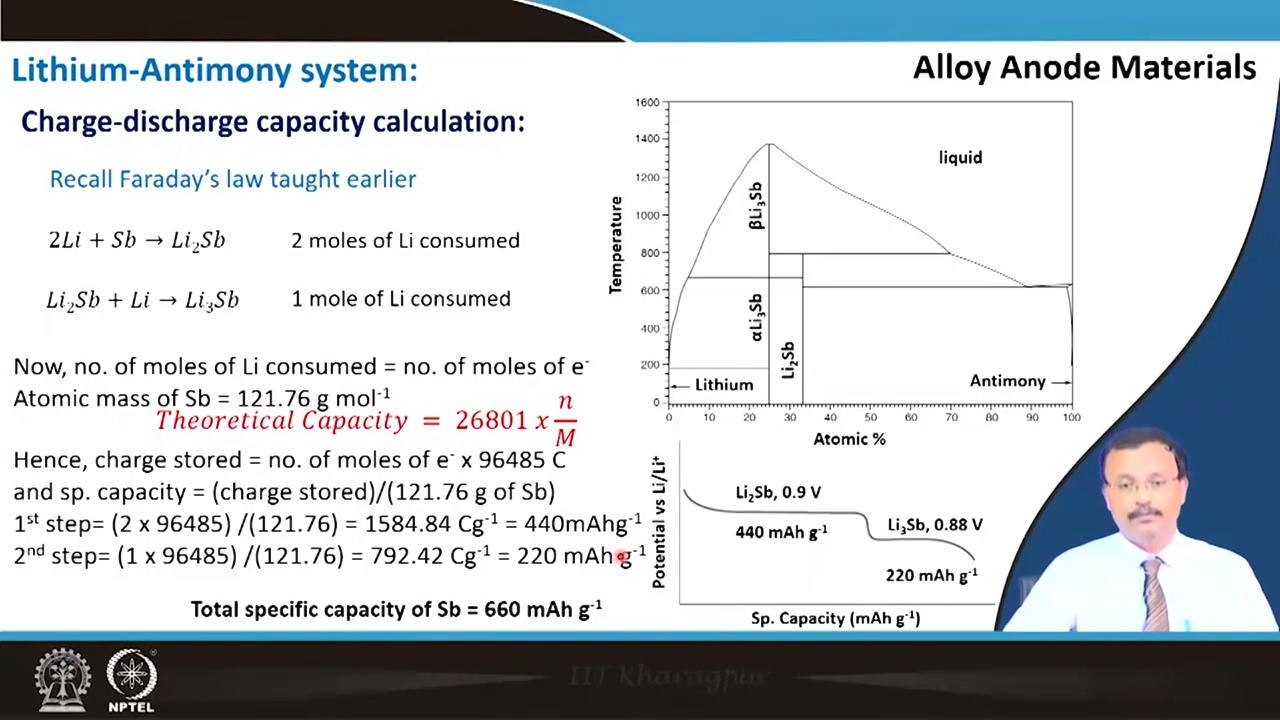 Lithium-Antimony system:
Alloy Anode Materials
Charge-discharge capacity calculation:
Recall Faraday's law taught earlier
2Li + Sb → Li₂Sb 2 moles of Li consumed
Li₂Sb + Li → Li₃Sb 1 mole of Li consumed
Now, no. of moles of Li consumed = no. of moles of e⁻
Atomic mass of Sb = 121.76 g mol⁻¹
Theoretical Capacity = 26801 x n/M
Hence, charge stored = no. of moles of e⁻ x 96485 C
and sp. capacity = (charge stored)/(121.76 g of Sb)
1ˢᵗ step= (2 x 96485) /(121.76) = 1584.84 Cg⁻¹ = 440mAhg⁻¹
2ⁿᵈ step= (1 x 96485) /(121.76) = 792.42 Cg⁻¹ = 220 mAhg⁻¹
Total specific capacity of Sb = 660 mAh g⁻¹
Temperature
1600
1400
1200
1000
800
600
400
200
0
liquid
βLi₃Sb
αLi₃Sb
Li₂Sb
Lithium
Antimony
0 10 20 30 40 50 60 70 80 90 100
Atomic %
Potential vs Li/Li⁺
Li₂Sb, 0.9 V
440 mAh g⁻¹
Li₃Sb, 0.88 V
220 mAh g⁻¹
Sp. Capacity (mAh g⁻¹)
NPTEL
IIT Kharagpur